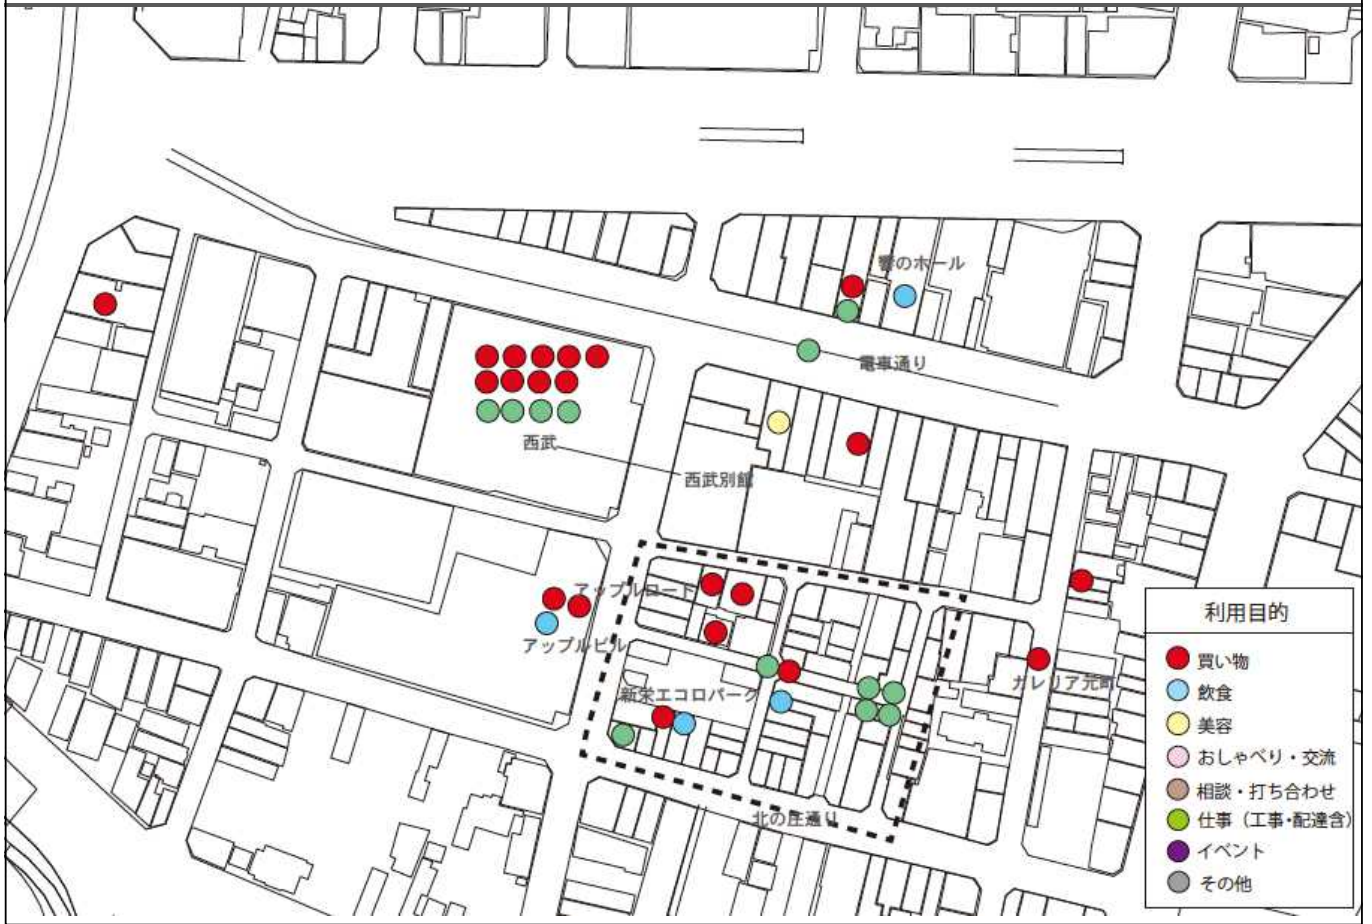 響のホール
電車通り
西武
西武別館
アップルロード
アップルビル
新栄エコロパーク
ガレリア元町
北の庄通り
利用目的
買い物
飲食
美容
おしゃべり・交流
相談・打ち合わせ
仕事（工事・配達含）
イベント
その他